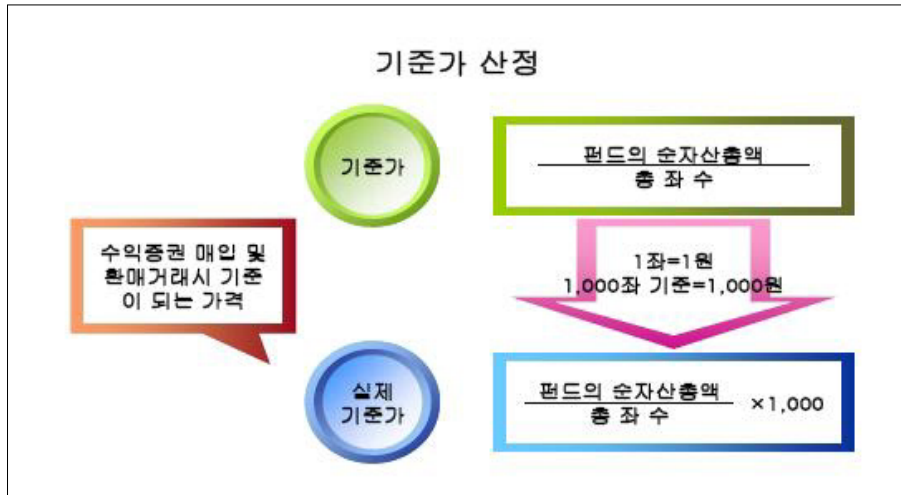 기준가 산정
기준가
펀드의 순자산총액
총 좌 수
수익증권 매입 및
환매거래시 기준
이 되는 가격
1좌=1원
1,000좌 기준=1,000원
실제
기준가
펀드의 순자산총액
총 좌 수
×1,000